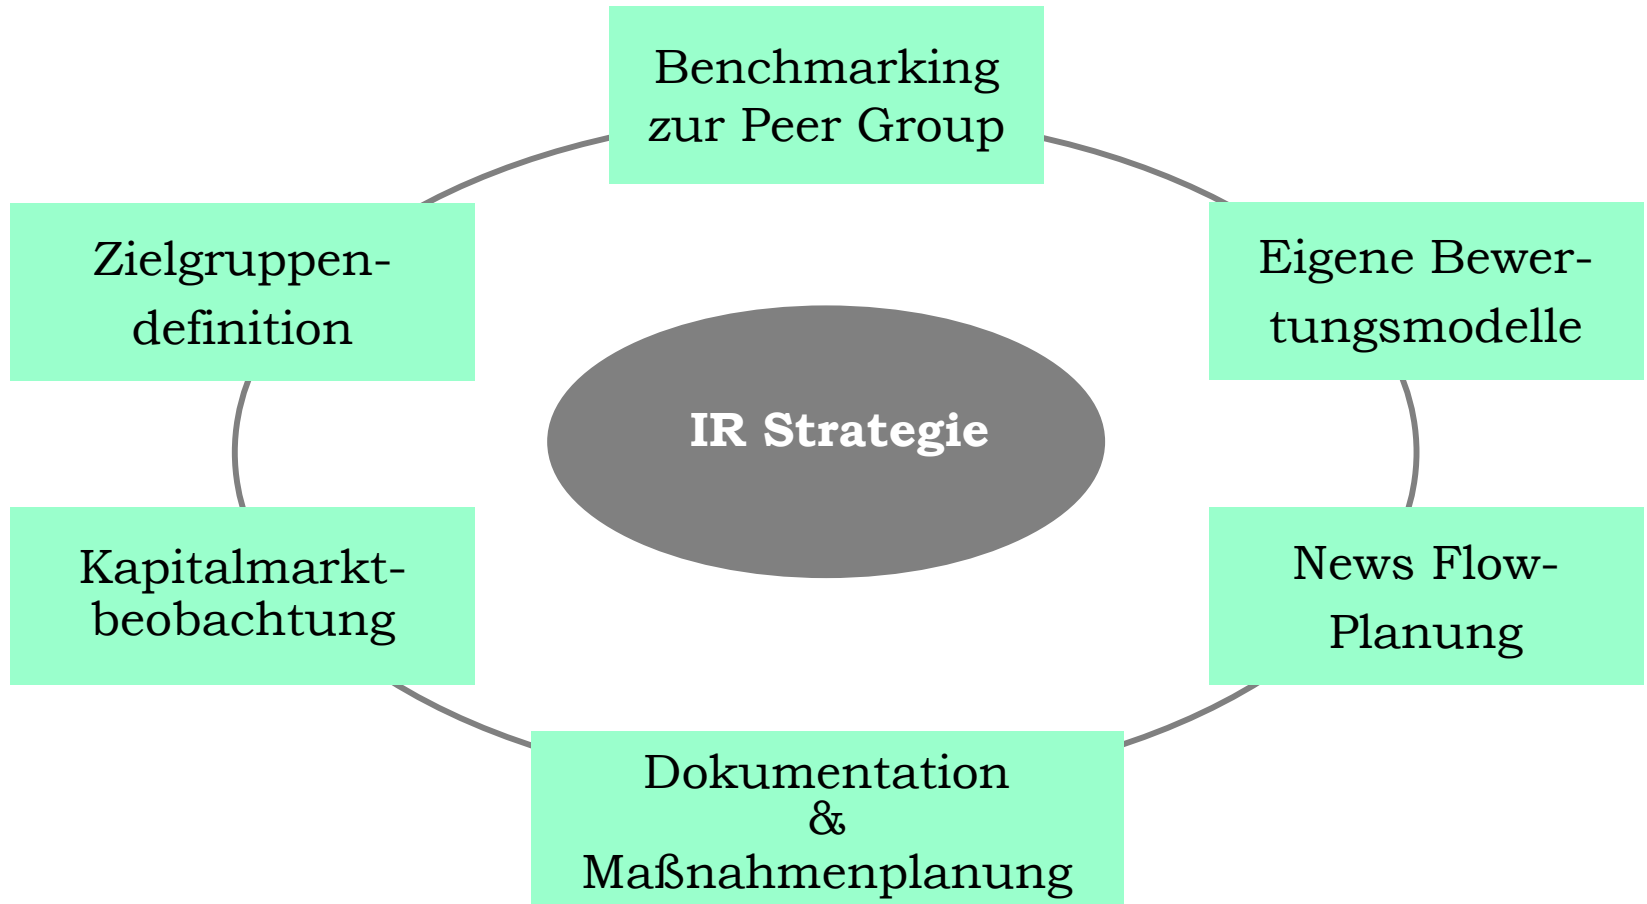 Benchmarking
zur Peer Group
Zielgruppen-
definition
Eigene Bewer-
tungsmodelle
IR Strategie
Kapitalmarkt-
beobachtung
News Flow-
Planung
Dokumentation
&
Maßnahmenplanung